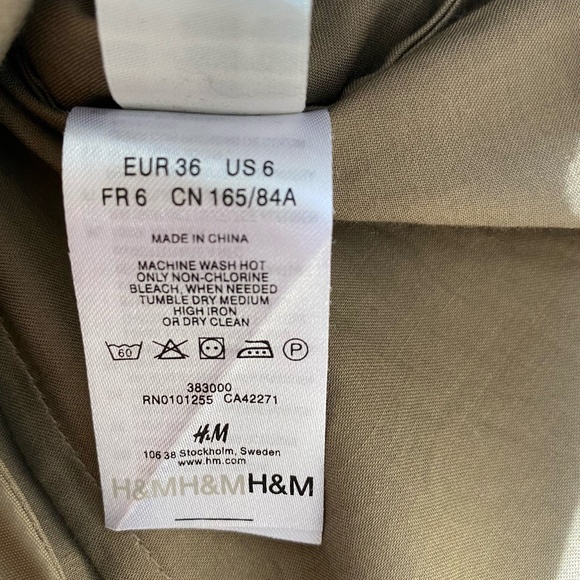 EUR 36 US 6
FR 6 CN 165/84A
MADE IN CHINA
MACHINE WASH HOT
ONLY NON-CHLORINE
BLEACH, WHEN NEEDED
TUMBLE DRY MEDIUM
HIGH IRON
OR DRY CLEAN
60 P
383000
RN0101255 CA42271
H&M
106 38 Stockholm, Sweden
www.hm.com
H&MH&MH&M